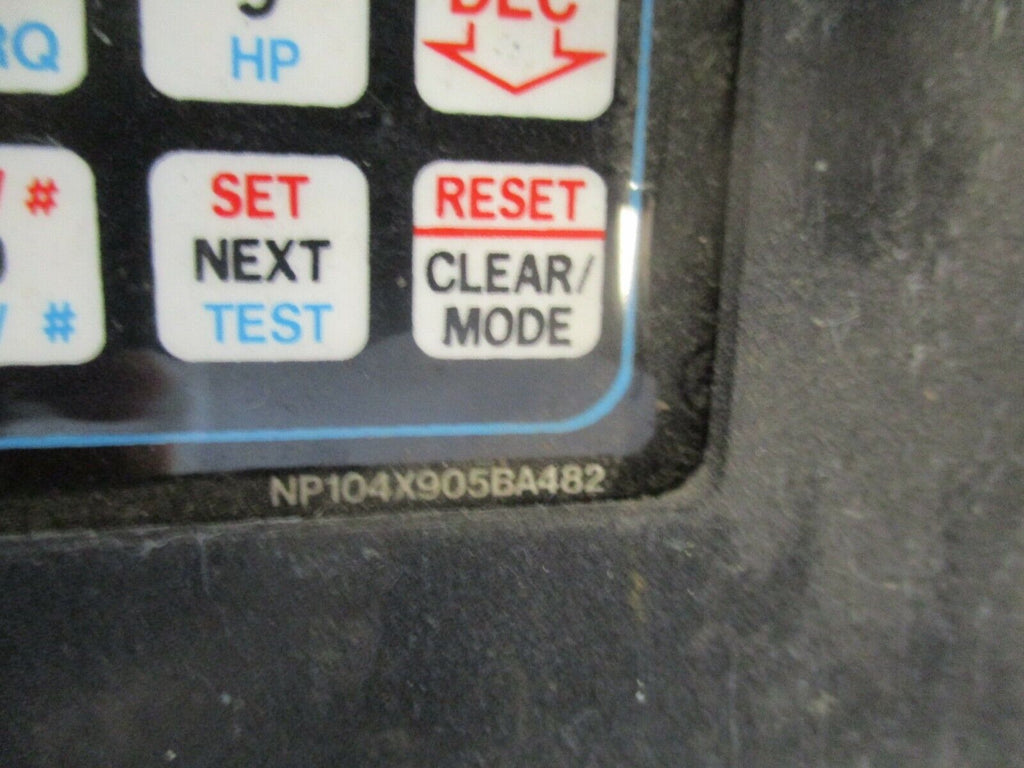 DEC
RQ
HP
#
SET
RESET
NEXT
CLEAR/
TEST
MODE
#
NP104X905BA482